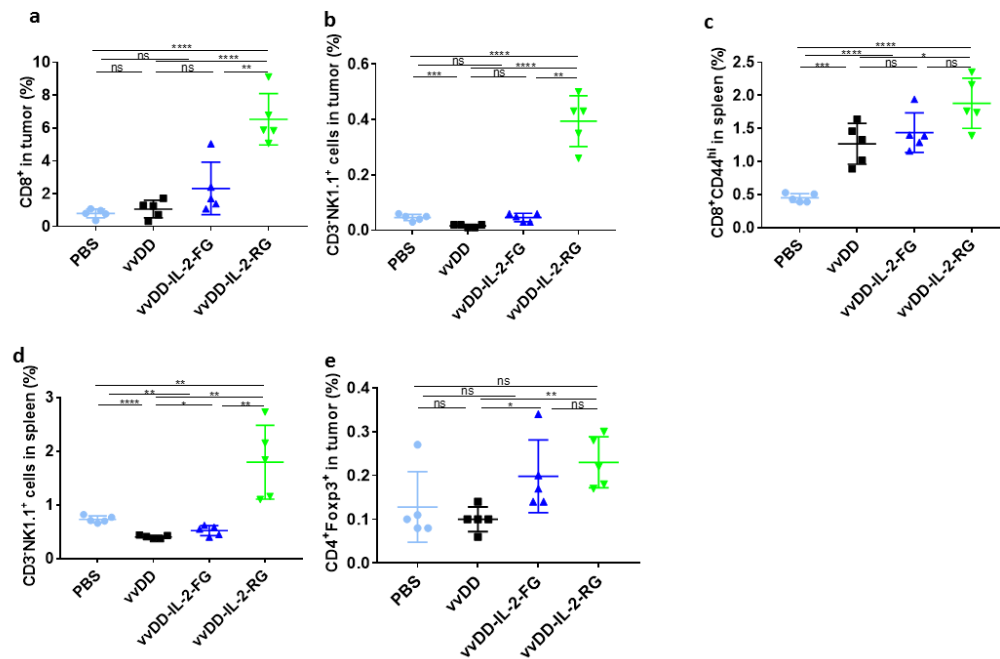 a
****
ns
****
ns
ns
**
CD8+ in tumor (%)
10
8
6
4
2
0
PBS
vvDD
vvDD-IL-2-FG
vvDD-IL-2-RG
b
****
ns
****
***
ns
**
CD3-NK1.1+ cells in tumor (%)
0.6
0.4
0.2
0.0
PBS
vvDD
vvDD-IL-2-FG
vvDD-IL-2-RG
c
****
****
*
***
ns
ns
CD8+CD44hi in spleen (%)
2.5
2.0
1.5
1.0
0.5
0.0
PBS
vvDD
vvDD-IL-2-FG
vvDD-IL-2-RG
d
**
**
**
****
*
**
CD3-NK1.1+ cells in spleen (%)
3
2
1
0
PBS
vvDD
vvDD-IL-2-FG
vvDD-IL-2-RG
e
ns
ns
**
ns
*
ns
CD4+Foxp3+ in tumor (%)
0.4
0.3
0.2
0.1
0.0
PBS
vvDD
vvDD-IL-2-FG
vvDD-IL-2-RG